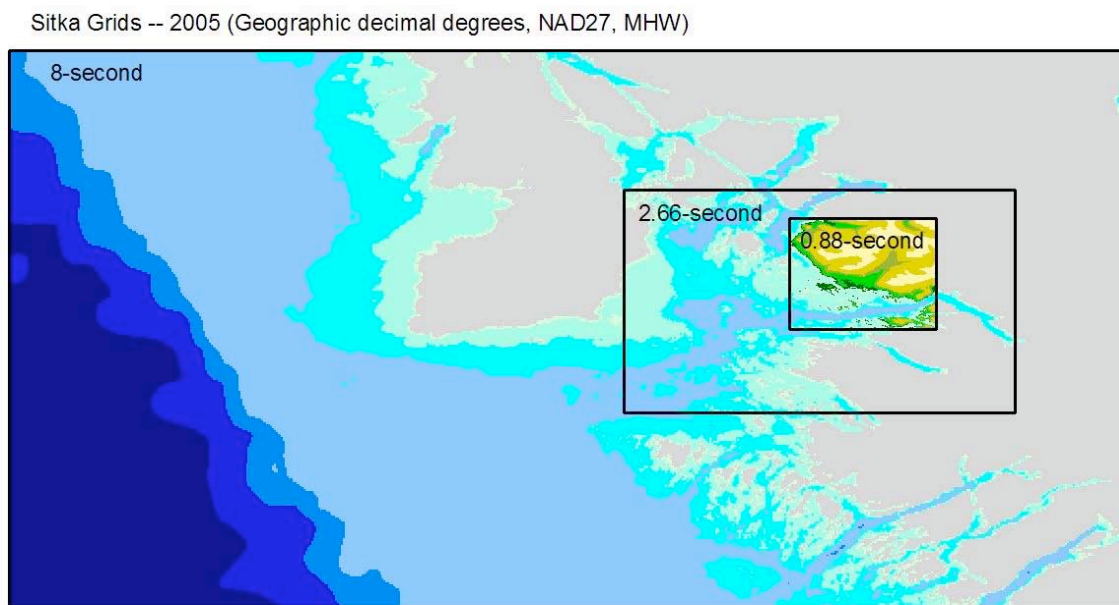 Sitka Grids -- 2005 (Geographic decimal degrees, NAD27, MHW)
8-second
2.66-second
0.88-second